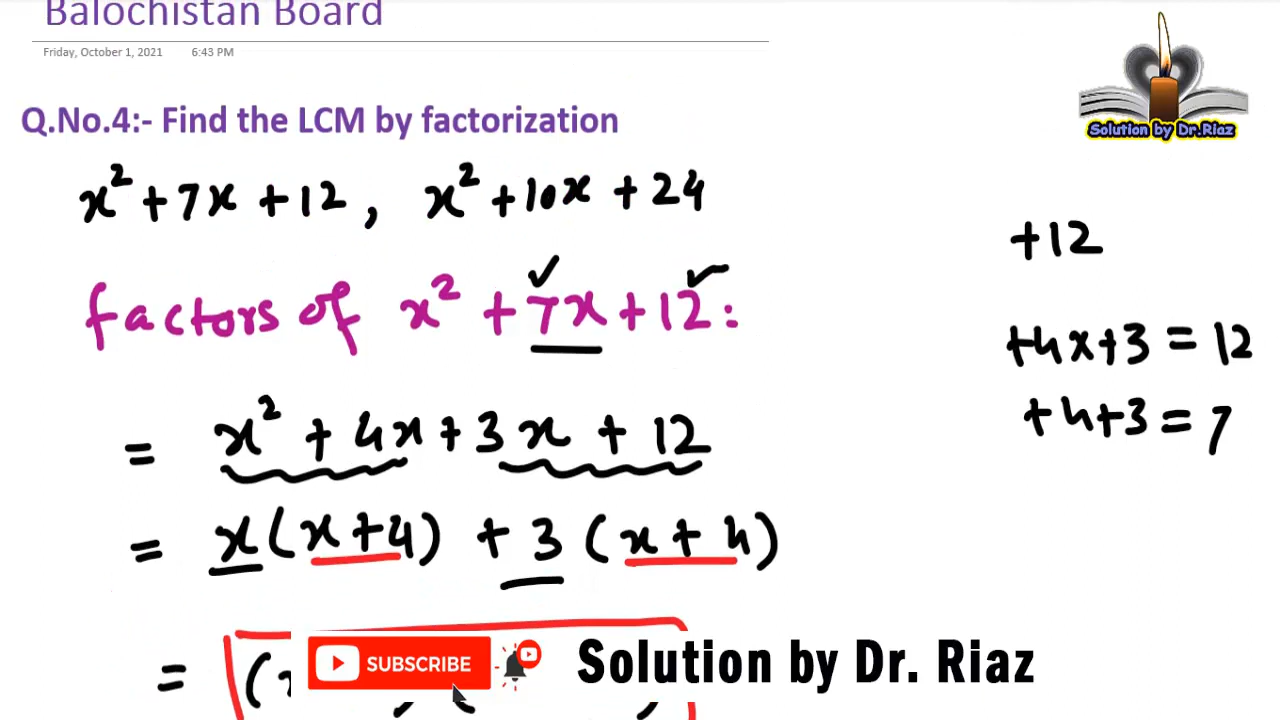 Balochistan Board
Friday, October 1, 2021 6:43 PM
Solution by Dr.Riaz
Q.No.4:- Find the LCM by factorization
x² + 7x + 12 , x² + 10x + 24
+12
factors of x² + 7x + 12 :
+4x+3 = 12
+4+3 = 7
= x² + 4x + 3x + 12
= x(x+4) + 3(x+4)
= (
SUBSCRIBE
Solution by Dr. Riaz